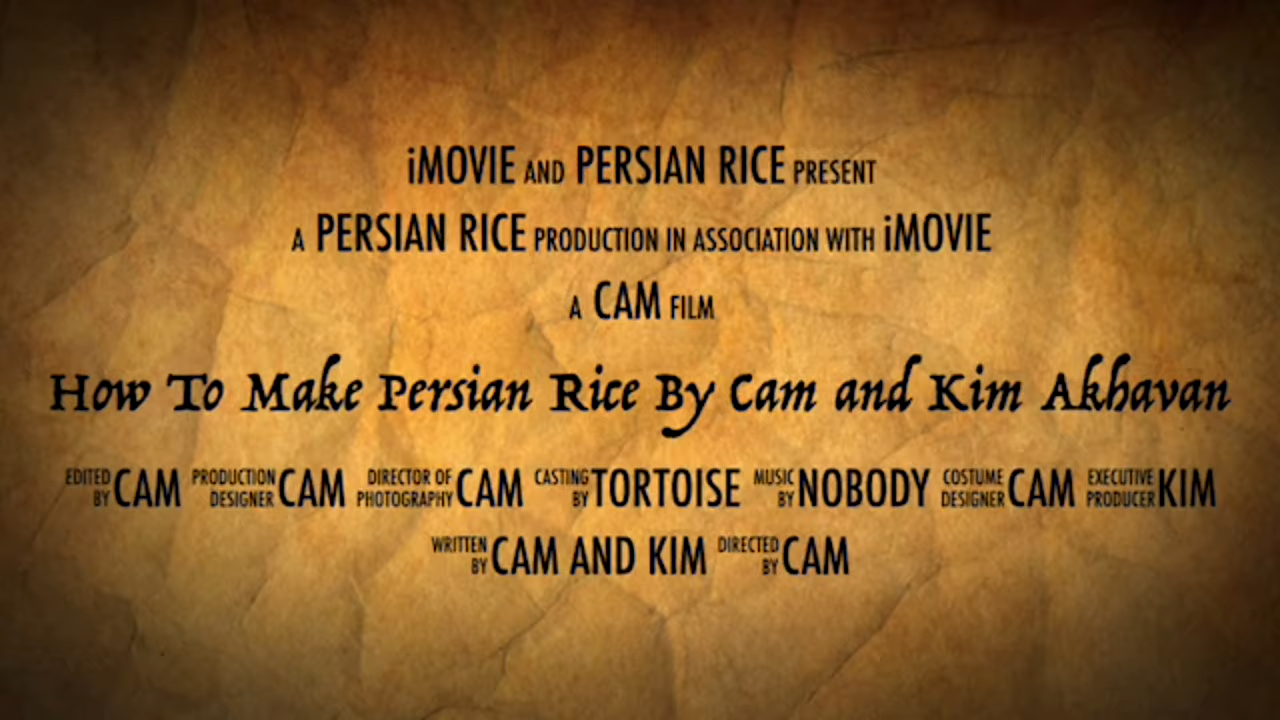 iMOVIE AND PERSIAN RICE PRESENT
A PERSIAN RICE PRODUCTION IN ASSOCIATION WITH iMOVIE
A CAM FILM
How To Make Persian Rice By Cam and Kim Akhavan
EDITED BY CAM PRODUCTION DESIGNER CAM DIRECTOR OF PHOTOGRAPHY CAM CASTING BY TORTOISE MUSIC BY NOBODY COSTUME DESIGNER CAM EXECUTIVE PRODUCER KIM
WRITTEN BY CAM AND KIM DIRECTED BY CAM